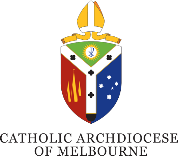 CATHOLIC ARCHDIOCESE
OF MELBOURNE